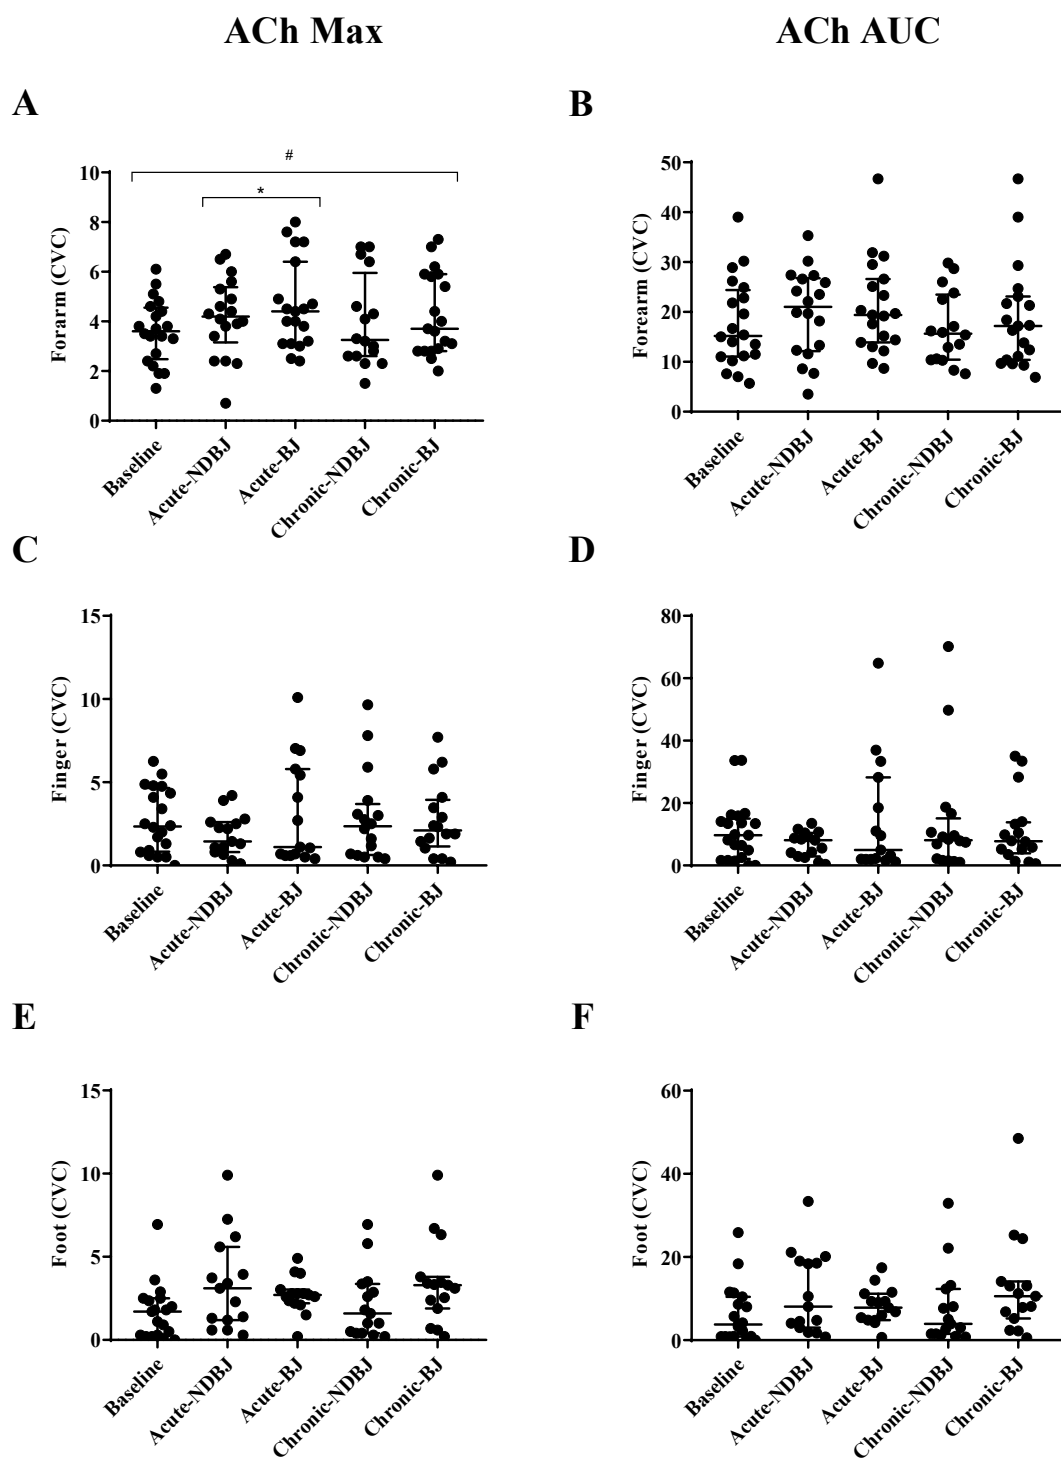 ACh Max
ACh AUC
A
B
#
*
10
8
6
4
2
0
Forarm (CVC)
Baseline
Acute-NDBJ
Acute-BJ
Chronic-NDBJ
Chronic-BJ
50
40
30
20
10
0
Forearm (CVC)
Baseline
Acute-NDBJ
Acute-BJ
Chronic-NDBJ
Chronic-BJ
C
D
15
10
5
0
Finger (CVC)
Baseline
Acute-NDBJ
Acute-BJ
Chronic-NDBJ
Chronic-BJ
80
60
40
20
0
Finger (CVC)
Baseline
Acute-NDBJ
Acute-BJ
Chronic-NDBJ
Chronic-BJ
E
F
15
10
5
0
Foot (CVC)
Baseline
Acute-NDBJ
Acute-BJ
Chronic-NDBJ
Chronic-BJ
60
40
20
0
Foot (CVC)
Baseline
Acute-NDBJ
Acute-BJ
Chronic-NDBJ
Chronic-BJ